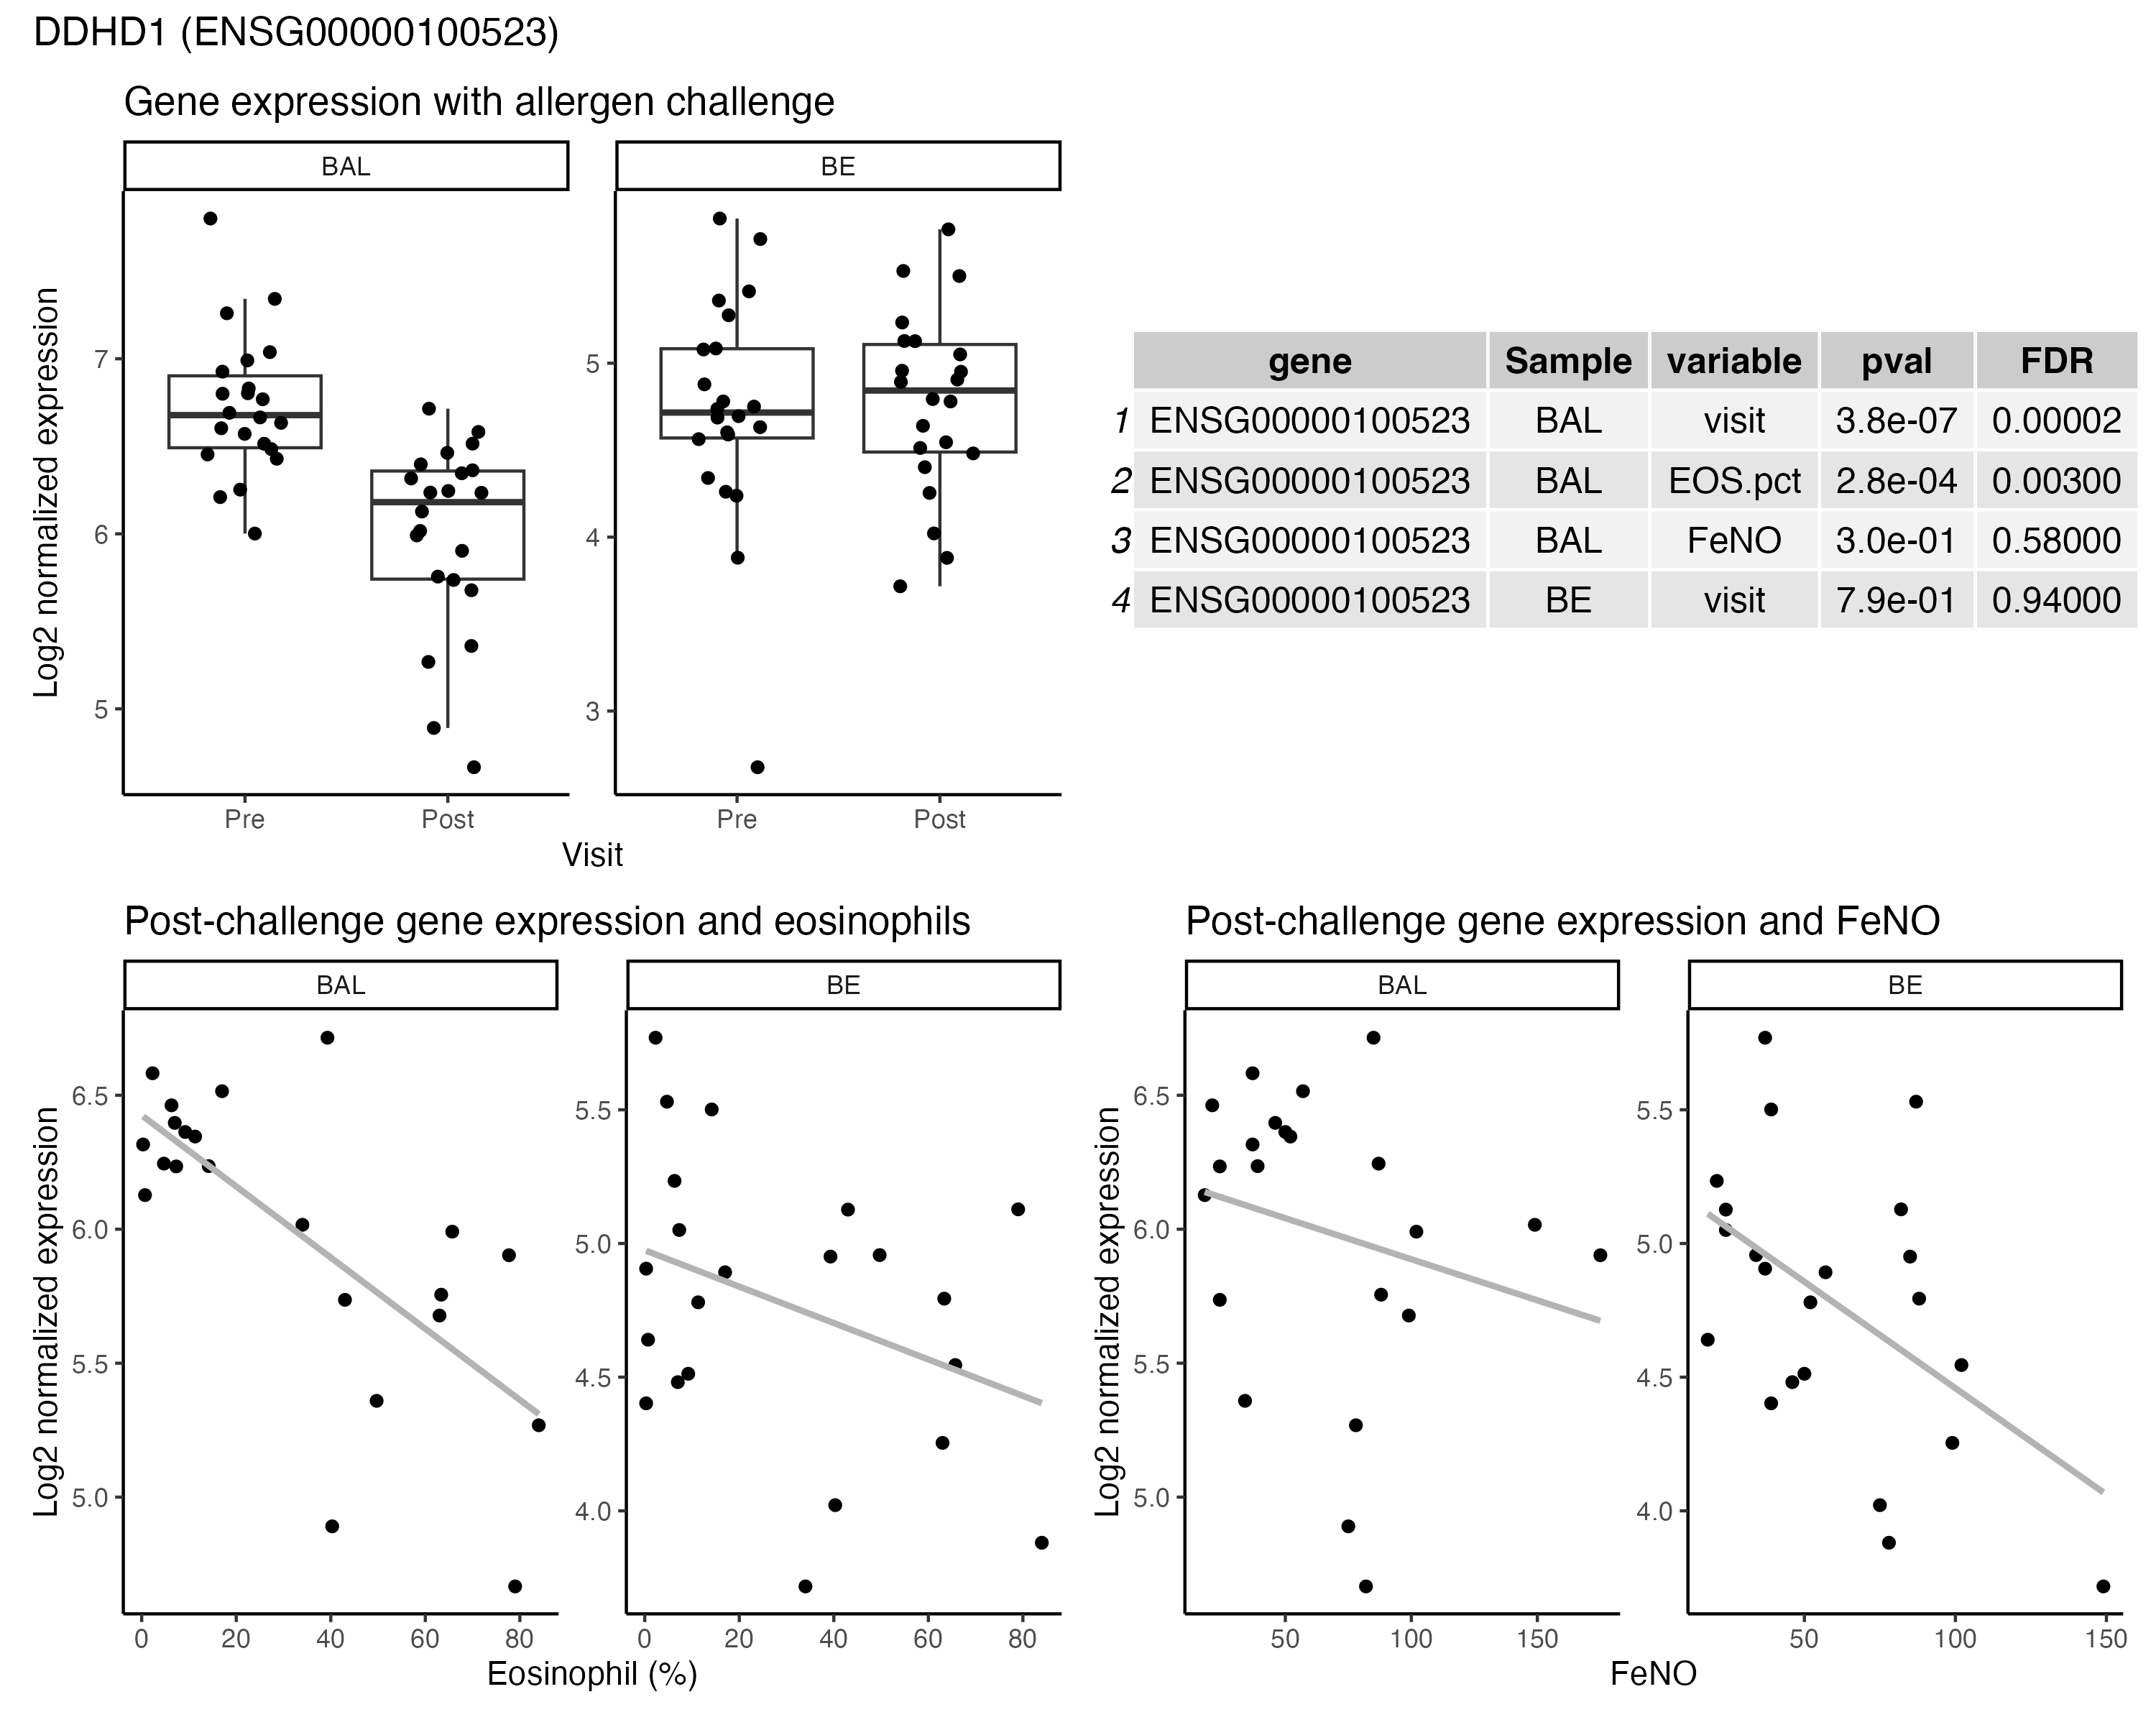 DDHD1 (ENSG00000100523)
Gene expression with allergen challenge
BAL BE
Log2 normalized expression
7
6
5
5
4
3
Pre Post Pre Post
Visit
gene Sample variable pval FDR
1 ENSG00000100523 BAL visit 3.8e-07 0.00002
2 ENSG00000100523 BAL EOS.pct 2.8e-04 0.00300
3 ENSG00000100523 BAL FeNO 3.0e-01 0.58000
4 ENSG00000100523 BE visit 7.9e-01 0.94000
Post-challenge gene expression and eosinophils
BAL BE
Log2 normalized expression
6.5
6.0
5.5
5.0
5.5
5.0
4.5
4.0
0 20 40 60 80 0 20 40 60 80
Eosinophil (%)
Post-challenge gene expression and FeNO
BAL BE
Log2 normalized expression
6.5
6.0
5.5
5.0
5.5
5.0
4.5
4.0
50 100 150 50 100 150
FeNO